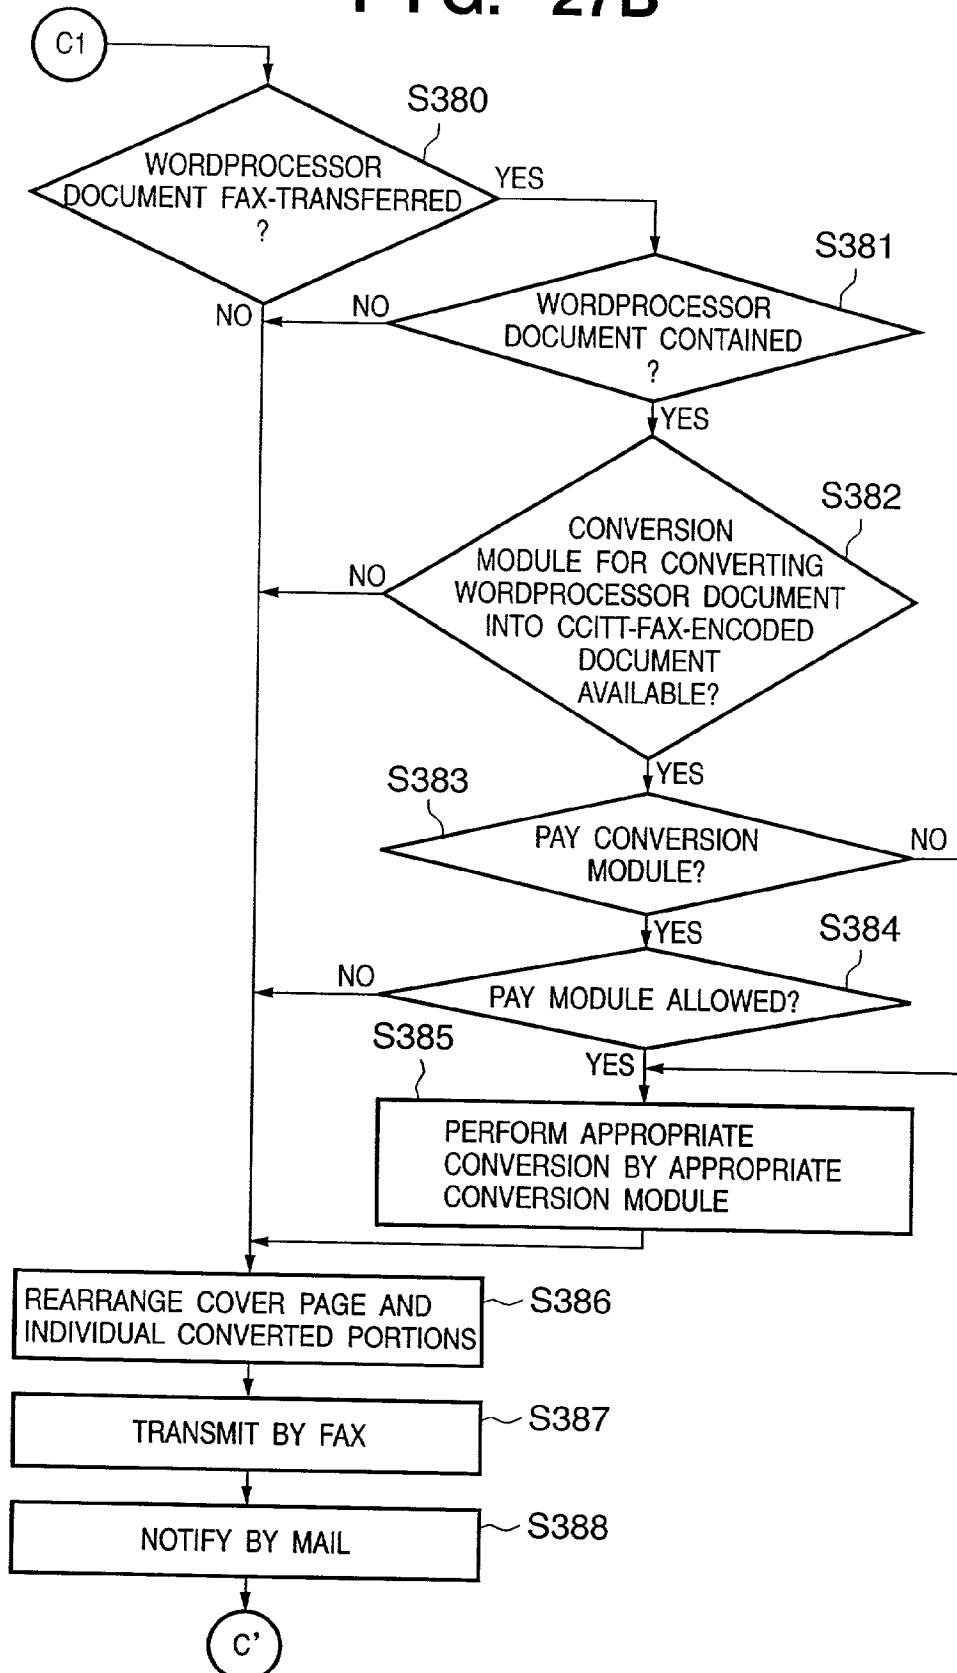 FIG. 27B
C1
S380
WORDPROCESSOR
DOCUMENT FAX-TRANSFERRED
?
YES
NO
S381
WORDPROCESSOR
DOCUMENT CONTAINED
?
NO
YES
S382
CONVERSION
MODULE FOR CONVERTING
WORDPROCESSOR DOCUMENT
INTO CCITT-FAX-ENCODED
DOCUMENT
AVAILABLE?
NO
YES
S383
PAY CONVERSION
MODULE?
NO
YES
S384
PAY MODULE ALLOWED?
NO
YES
S385
PERFORM APPROPRIATE
CONVERSION BY APPROPRIATE
CONVERSION MODULE
REARRANGE COVER PAGE AND
INDIVIDUAL CONVERTED PORTIONS
S386
TRANSMIT BY FAX
S387
NOTIFY BY MAIL
S388
C'